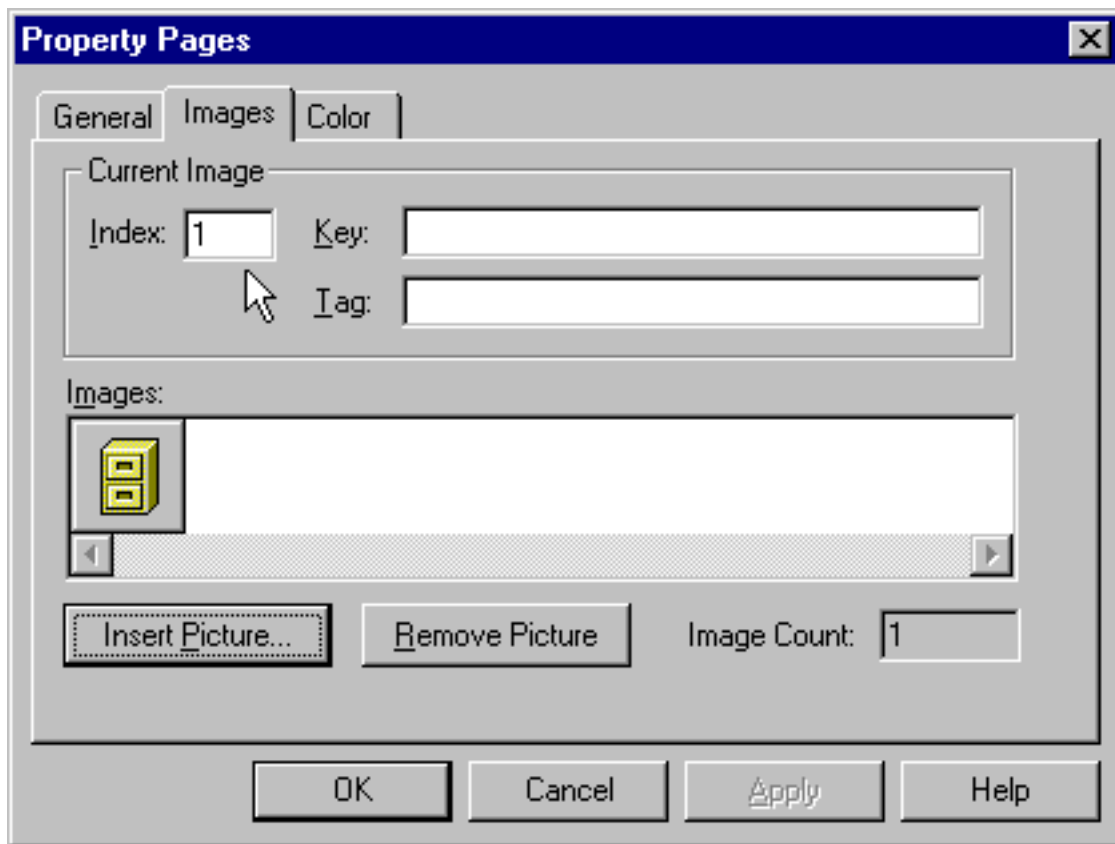 Property Pages
General Images Color
Current Image
Index: 1 Key:
Tag:
Images:
Insert Picture... Remove Picture Image Count: 1
OK Cancel Apply Help